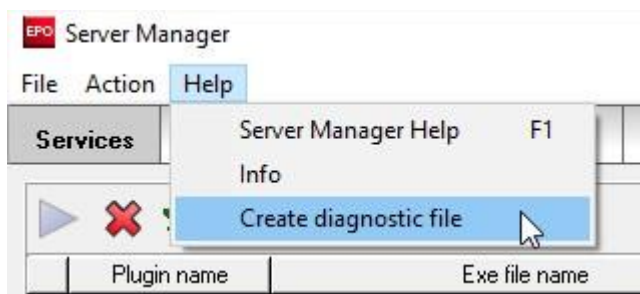 EPO Server Manager
File Action Help
Services
Server Manager Help F1
Info
Create diagnostic file
Plugin name Exe file name